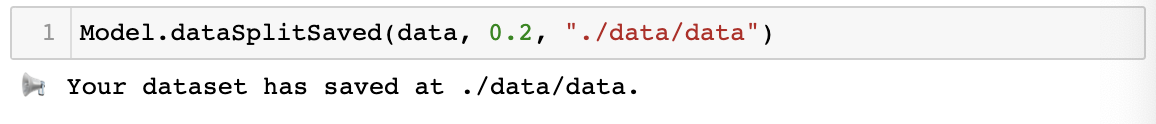 1 Model.dataSplitSaved(data, 0.2, "./data/data")
📢 Your dataset has saved at ./data/data.